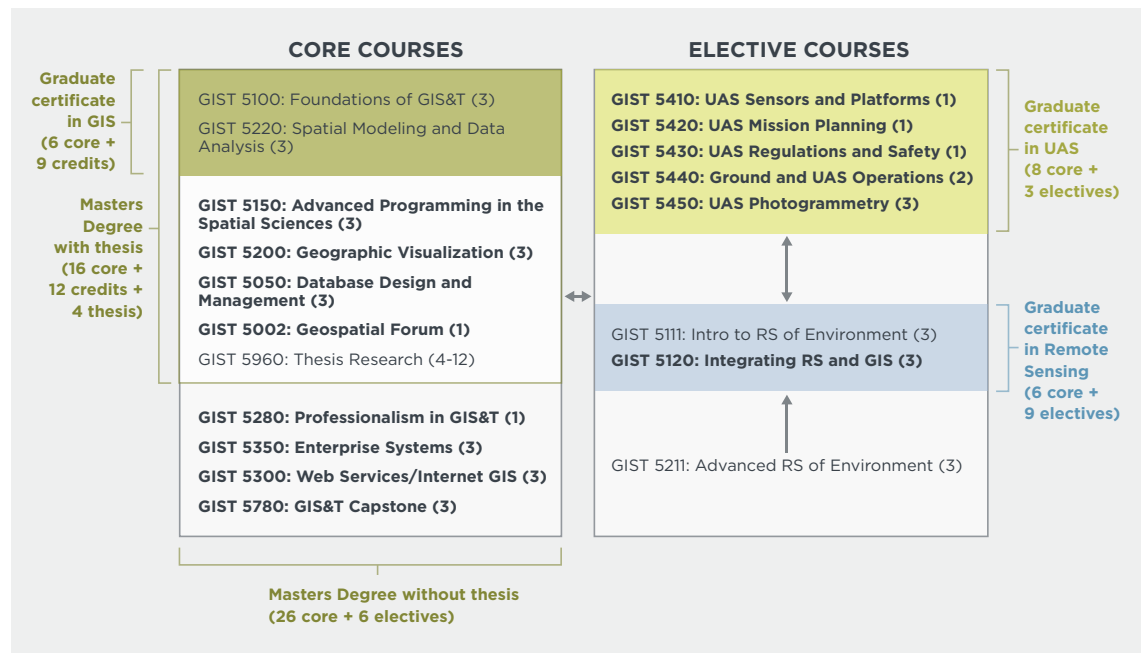 CORE COURSES
Graduate
certificate
in GIS
(6 core +
9 credits)
Masters
Degree
with thesis
(16 core +
12 credits +
4 thesis)
GIST 5100: Foundations of GIS&T (3)
GIST 5220: Spatial Modeling and Data
Analysis (3)
GIST 5150: Advanced Programming in the
Spatial Sciences (3)
GIST 5200: Geographic Visualization (3)
GIST 5050: Database Design and
Management (3)
GIST 5002: Geospatial Forum (1)
GIST 5960: Thesis Research (4-12)
GIST 5280: Professionalism in GIS&T (1)
GIST 5350: Enterprise Systems (3)
GIST 5300: Web Services/Internet GIS (3)
GIST 5780: GIS&T Capstone (3)
Masters Degree without thesis
(26 core + 6 electives)
ELECTIVE COURSES
GIST 5410: UAS Sensors and Platforms (1)
GIST 5420: UAS Mission Planning (1)
GIST 5430: UAS Regulations and Safety (1)
GIST 5440: Ground and UAS Operations (2)
GIST 5450: UAS Photogrammetry (3)
GIST 5111: Intro to RS of Environment (3)
GIST 5120: Integrating RS and GIS (3)
GIST 5211: Advanced RS of Environment (3)
Graduate
certificate
in UAS
(8 core +
3 electives)
Graduate
certificate
in Remote
Sensing
(6 core +
9 electives)